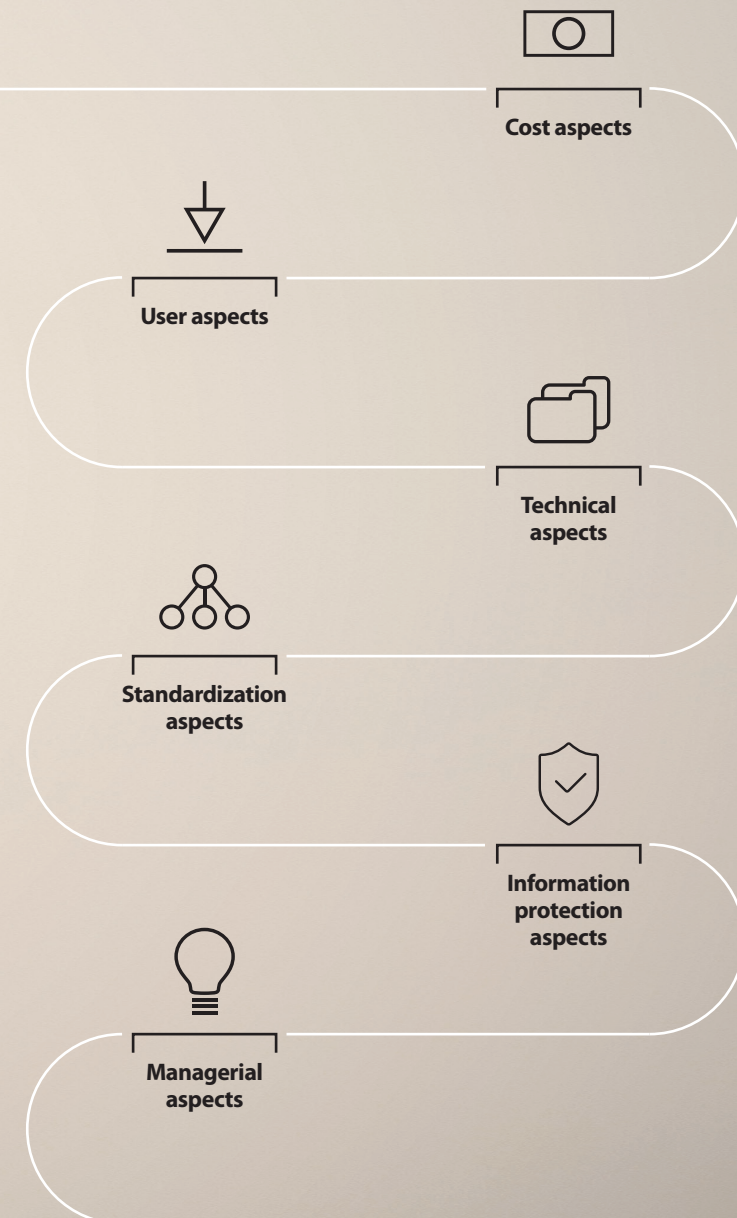 Cost aspects
User aspects
Technical
aspects
Standardization
aspects
Information
protection
aspects
Managerial
aspects